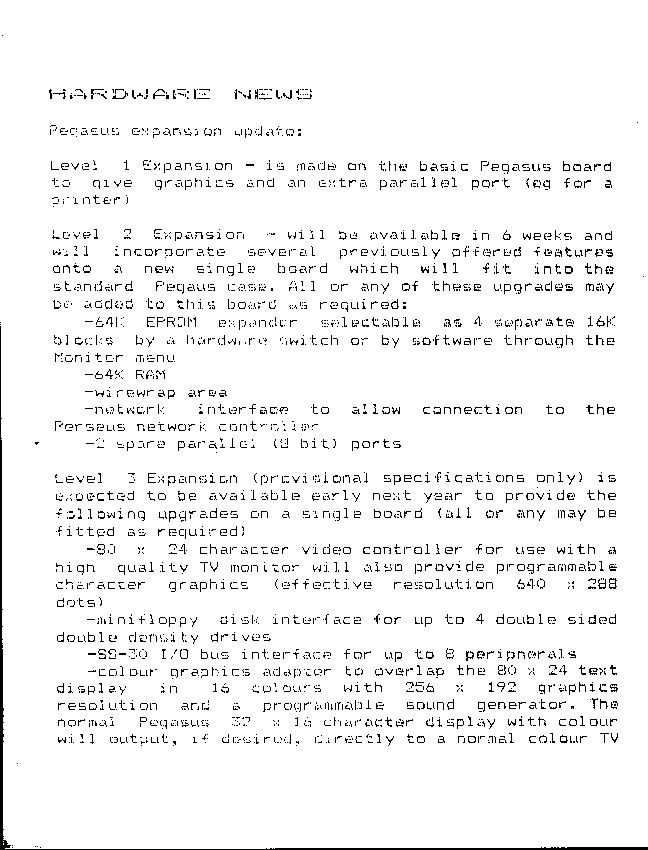 HARDWARE NEWS
Pegasus expansion update:
Level 1 Expansion - is made on the basic Pegasus board
to give graphics and an extra parallel port (eg for a
printer)
Level 2 Expansion - will be available in 6 weeks and
will incorporate several previously offered features
onto a new single board which will fit into the
standard Pegaus case. All or any of these upgrades may
be added to this board as required:
-64K EPROM expander selectable as 4 separate 16K
blocks by a hardware switch or by software through the
Monitor menu
-64K RAM
-wirewrap area
-network interface to allow connection to the
Perseus network controller
-2 spare parallel (8 bit) ports
Level 3 Expansion (provisional specifications only) is
expected to be available early next year to provide the
following upgrades on a single board (all or any may be
fitted as required)
-80 x 24 character video controller for use with a
high quality TV monitor will also provide programmable
character graphics (effective resolution 640 x 288
dots)
-minifloppy disk interface for up to 4 double sided
double density drives
-SS-30 I/O bus interface for up to 8 peripherals
-colour graphics adapter to overlap the 80 x 24 text
display in 16 colours with 256 x 192 graphics
resolution and a programmable sound generator. The
normal Pegasus 32 x 16 character display with colour
will output, if desired, directly to a normal colour TV